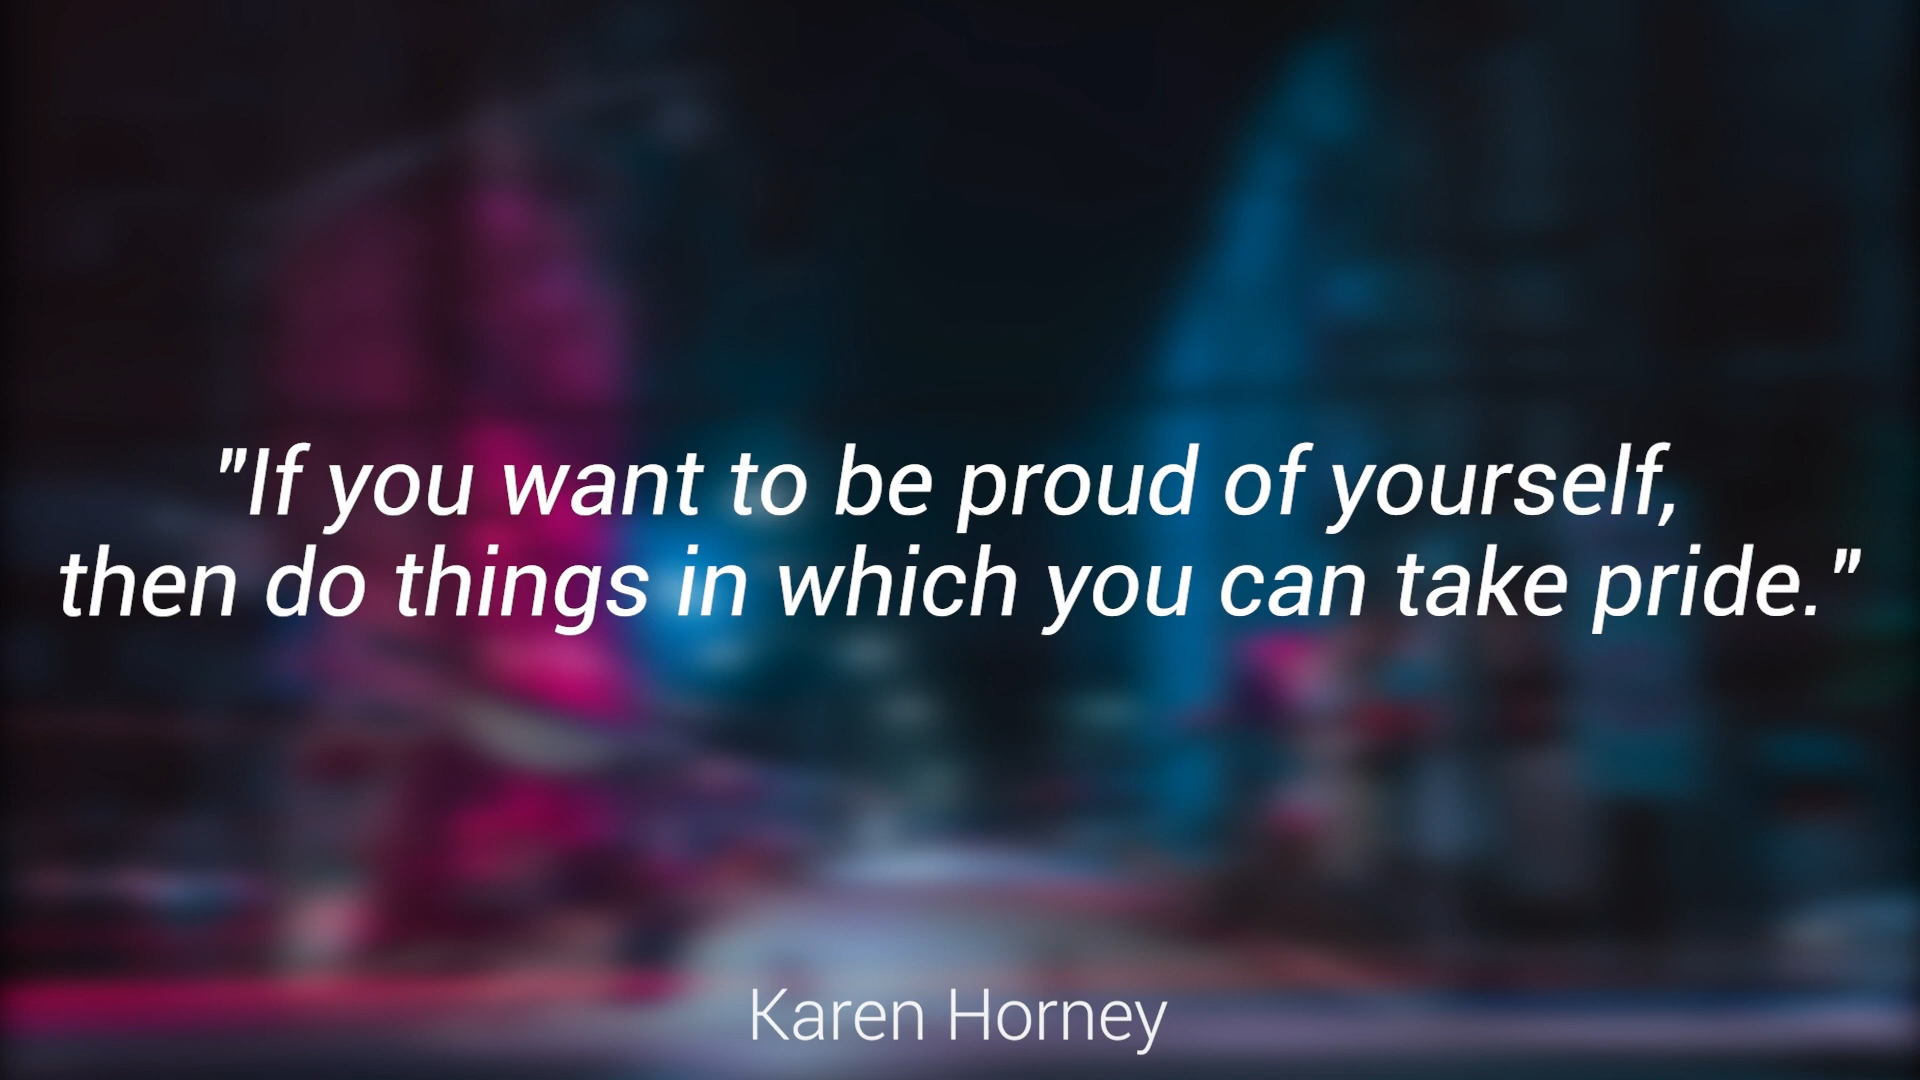 "If you want to be proud of yourself,
then do things in which you can take pride."
Karen Horney